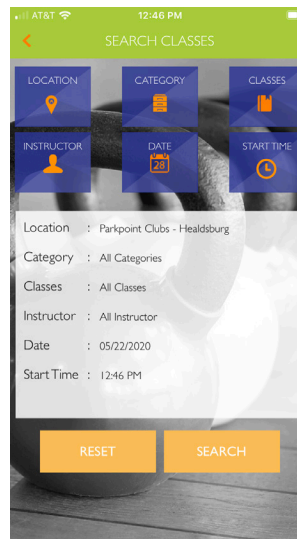 AT&T 12:46 PM
SEARCH CLASSES
LOCATION CATEGORY CLASSES
INSTRUCTOR DATE START TIME
28
Location : Parkpoint Clubs - Healdsburg
Category : All Categories
Classes : All Classes
Instructor : All Instructor
Date : 05/22/2020
Start Time : 12:46 PM
RESET SEARCH